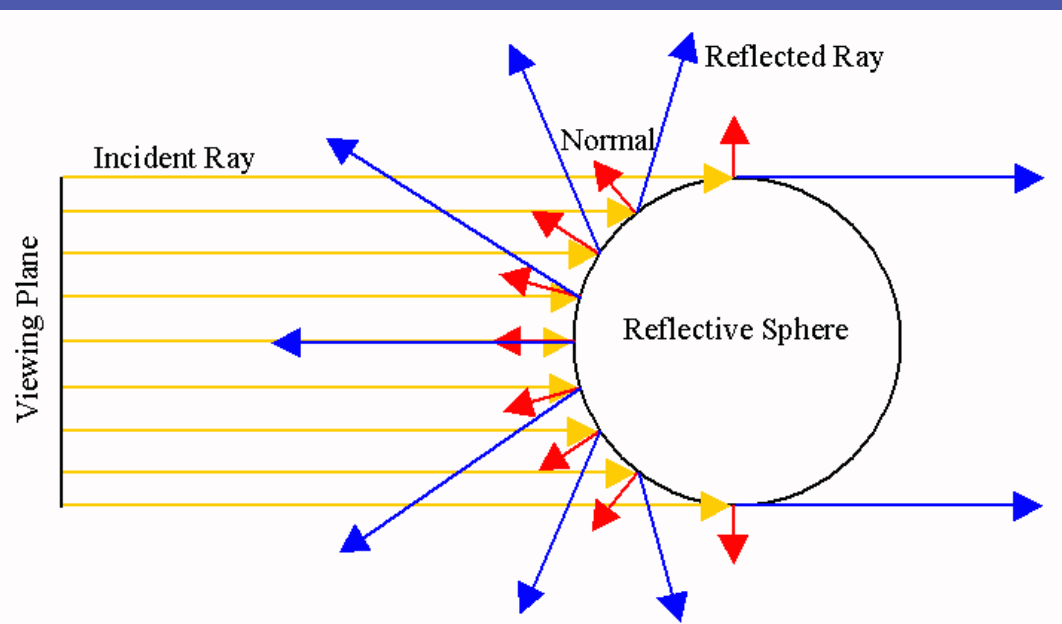 Reflected Ray
Normal
Incident Ray
Viewing Plane
Reflective Sphere